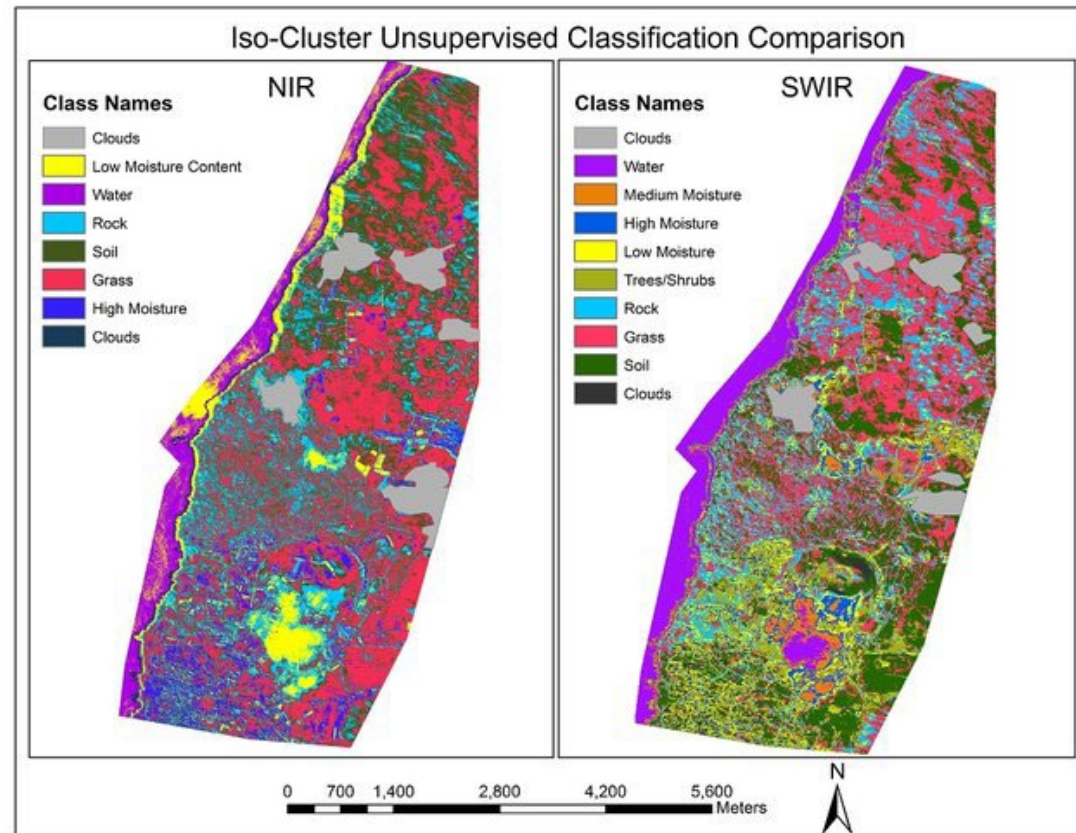 Iso-Cluster Unsupervised Classification Comparison
NIR
Class Names
Clouds
Low Moisture Content
Water
Rock
Soil
Grass
High Moisture
Clouds
SWIR
Class Names
Clouds
Water
Medium Moisture
High Moisture
Low Moisture
Trees/Shrubs
Rock
Grass
Soil
Clouds
0 700 1,400 2,800 4,200 5,600
Meters
N